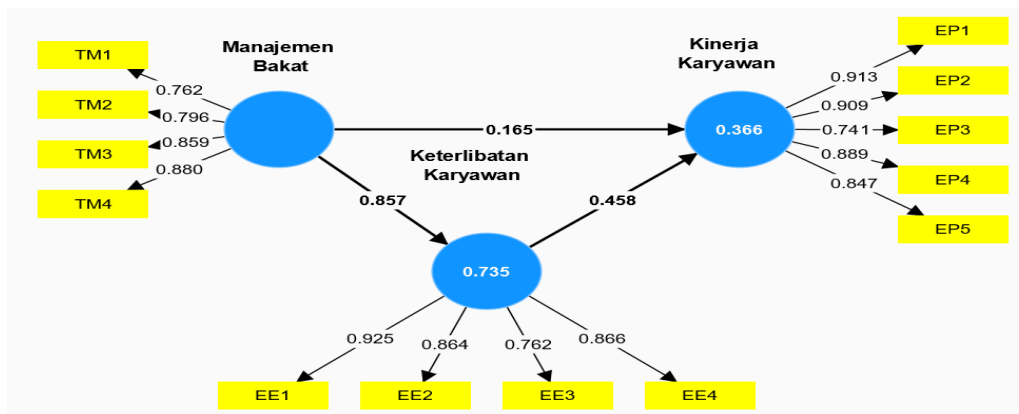 Manajemen
Bakat
Kinerja
Karyawan
Keterlibatan
Karyawan
TM1
TM2
TM3
TM4
0.762
0.796
0.859
0.880
0.165
0.857
0.458
0.366
0.735
EP1
EP2
EP3
EP4
EP5
0.913
0.909
0.741
0.889
0.847
0.925
0.864
0.762
0.866
EE1
EE2
EE3
EE4